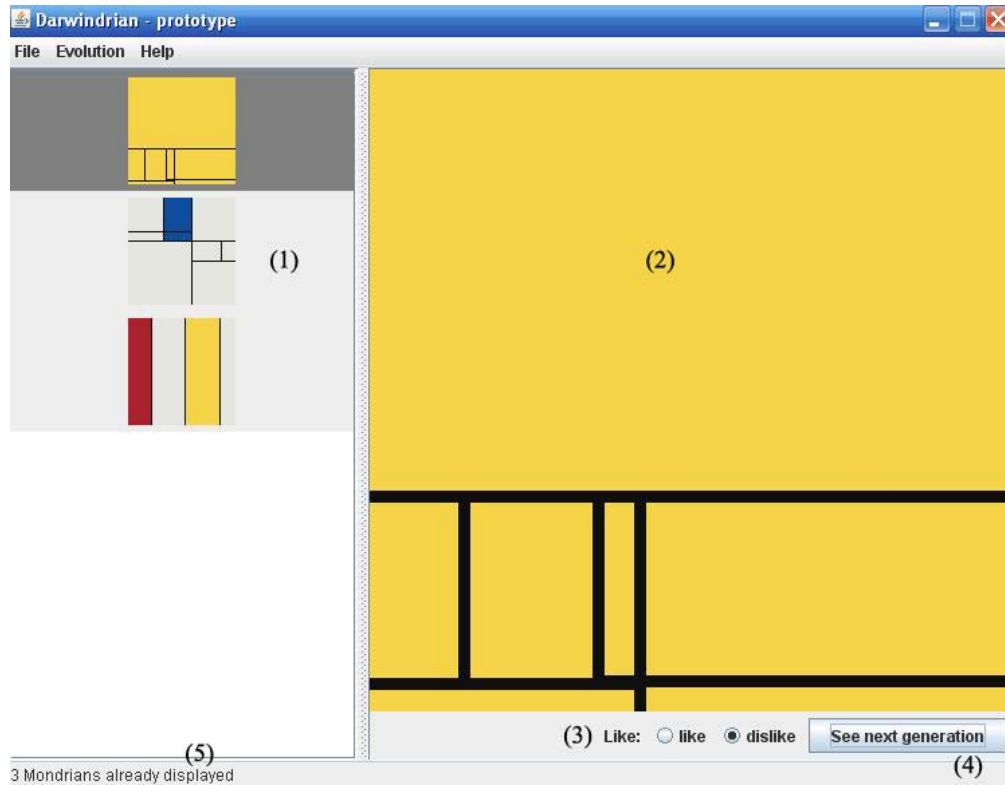 Darwindrian - prototype
File Evolution Help
(1)
(2)
(3) Like: like dislike See next generation
(4)
(5)
3 Mondrians already displayed